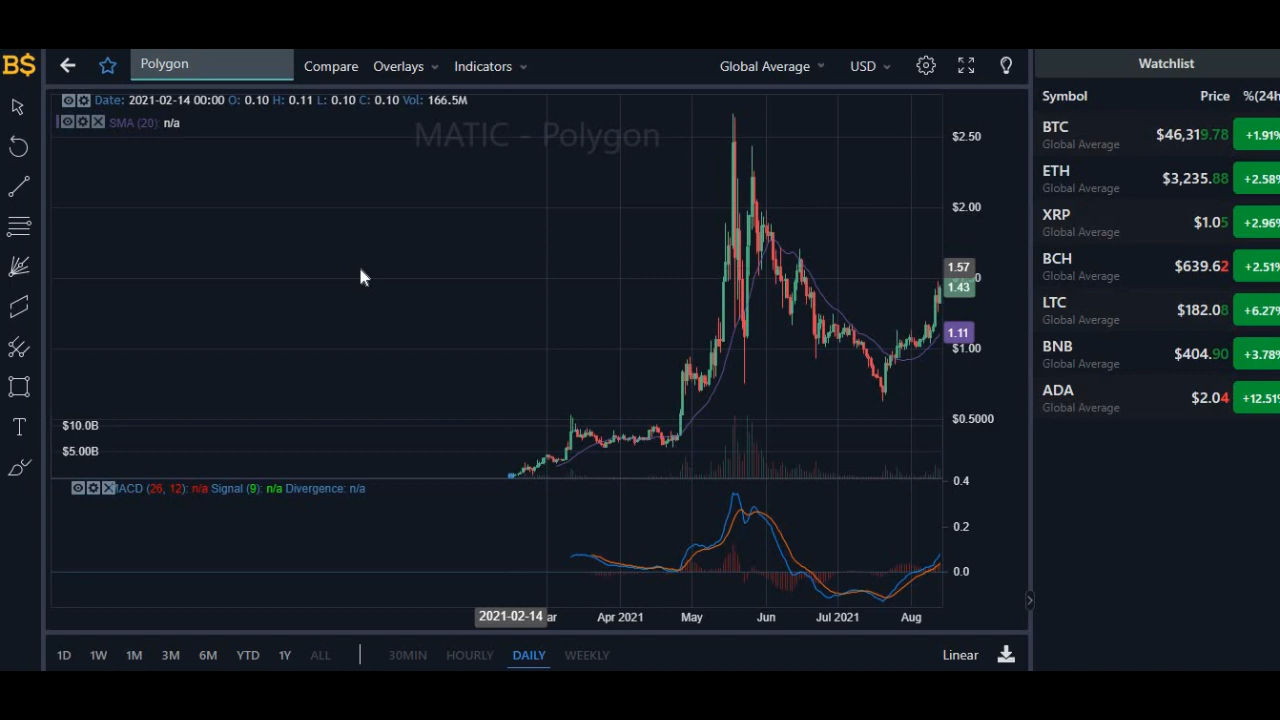 B$
Polygon
Compare
Overlays
Indicators
Global Average
USD
Watchlist
Date: 2021-02-14 00:00 O: 0.10 H: 0.11 L: 0.10 C: 0.10 Vol: 166.5M
SMA (20): n/a
MATIC - Polygon
$2.50
$2.00
1.57
0
1.43
1.11
$1.00
$0.5000
$10.0B
$5.00B
MACD (26, 12): n/a Signal (9): n/a Divergence: n/a
0.4
0.2
0.0
2021-02-14 ar Apr 2021 May Jun Jul 2021 Aug
1D 1W 1M 3M 6M YTD 1Y ALL 30MIN HOURLY DAILY WEEKLY Linear
Symbol Price %(24h
BTC $46,319.78 +1.91%
Global Average
ETH $3,235.88 +2.58%
Global Average
XRP $1.05 +2.96%
Global Average
BCH $639.62 +2.51%
Global Average
LTC $182.08 +6.27%
Global Average
BNB $404.90 +3.78%
Global Average
ADA $2.04 +12.51%
Global Average
T